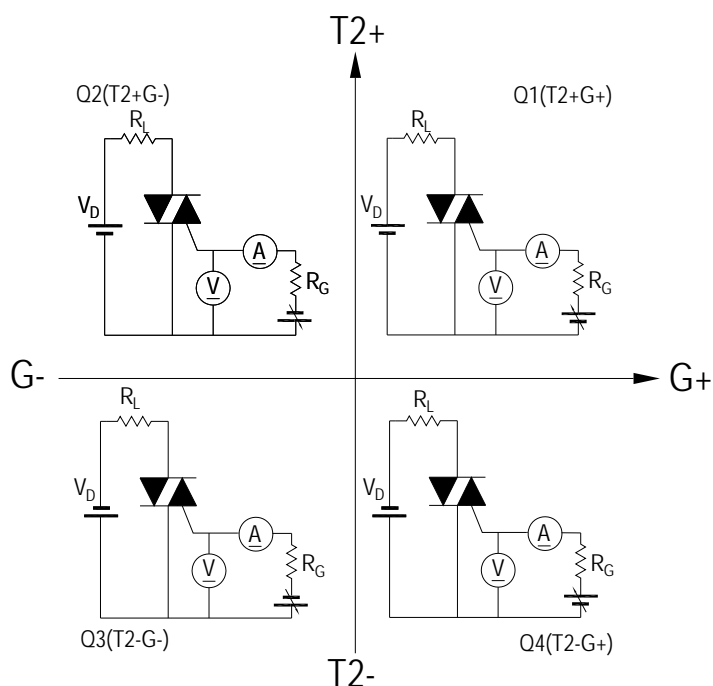 T2+
Q2(T2+G-)
RL
VD
A
V
RG
Q1(T2+G+)
RL
VD
A
V
RG
G-
G+
RL
VD
A
V
RG
Q3(T2-G-)
RL
VD
A
V
RG
Q4(T2-G+)
T2-